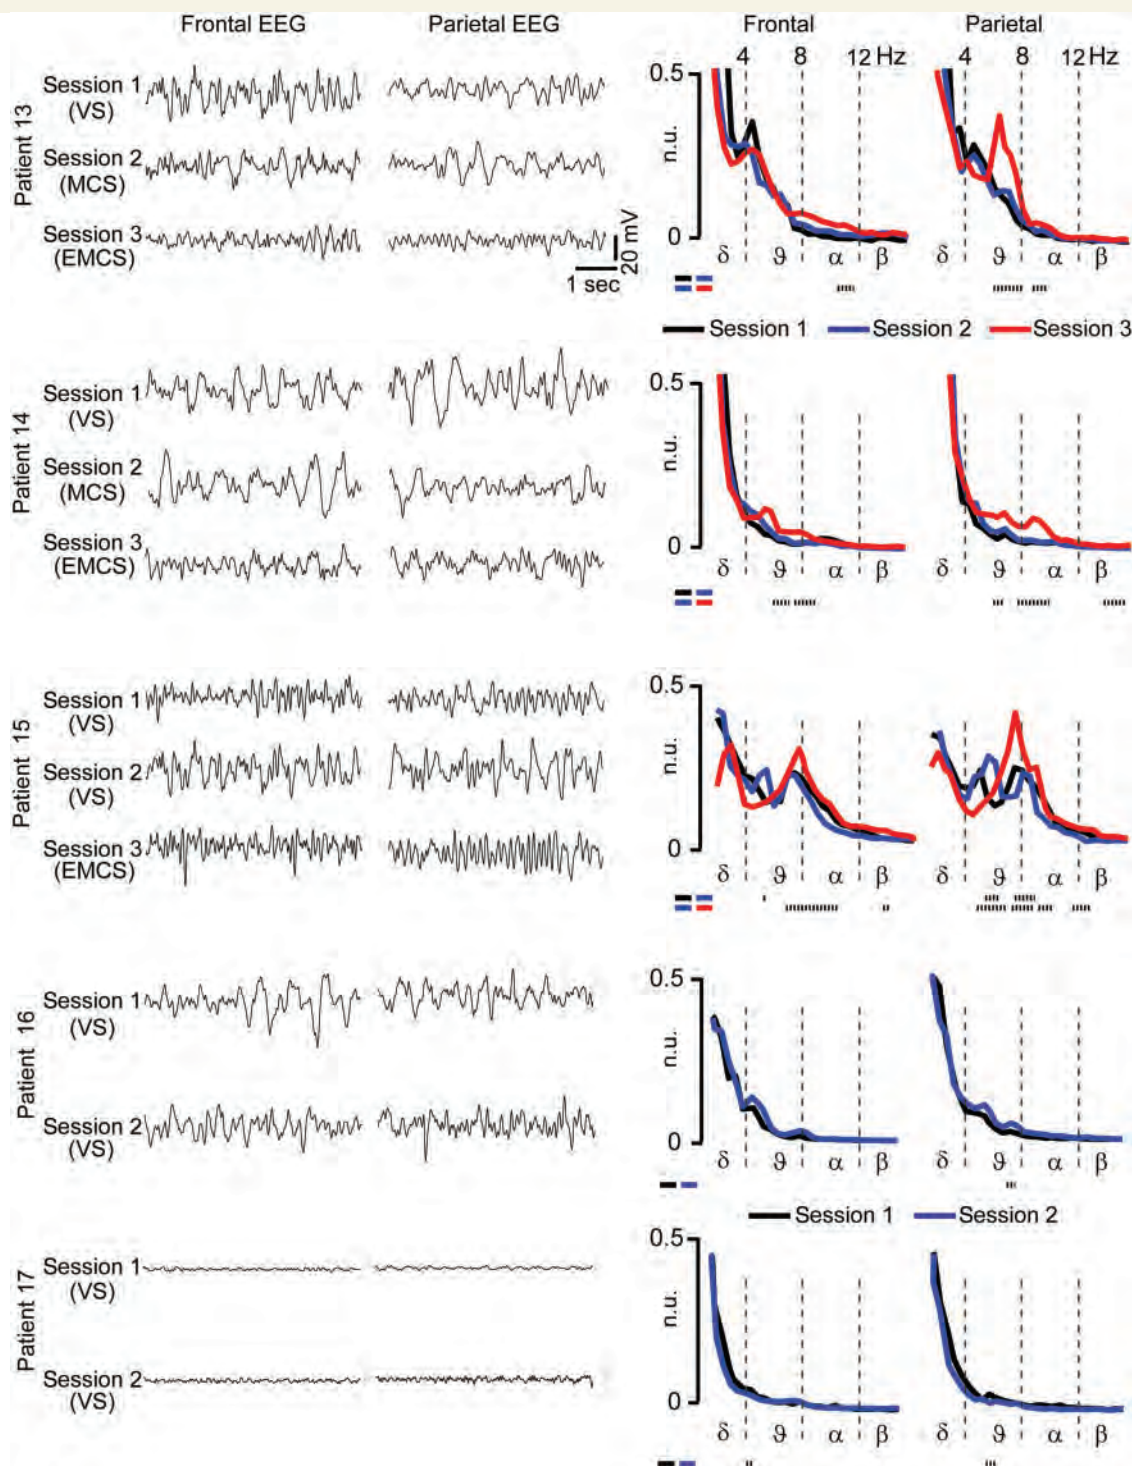 Frontal EEG Parietal EEG Frontal Parietal
4 8 12 Hz 4 8 12 Hz
Patient 13
Session 1
(VS)
Session 2
(MCS)
Session 3
(EMCS)
20 mV
1 sec
0.5
n.u.
0
δ ϑ α β δ ϑ α β
Session 1 Session 2 Session 3
Patient 14
Session 1
(VS)
Session 2
(MCS)
Session 3
(EMCS)
0.5
n.u.
0
δ ϑ α β δ ϑ α β
Patient 15
Session 1
(VS)
Session 2
(VS)
Session 3
(EMCS)
0.5
n.u.
0
δ ϑ α β δ ϑ α β
Patient 16
Session 1
(VS)
Session 2
(VS)
0.5
n.u.
0
δ ϑ α β δ ϑ α β
Session 1 Session 2
Patient 17
Session 1
(VS)
Session 2
(VS)
0.5
n.u.
0
δ ϑ α β δ ϑ α β